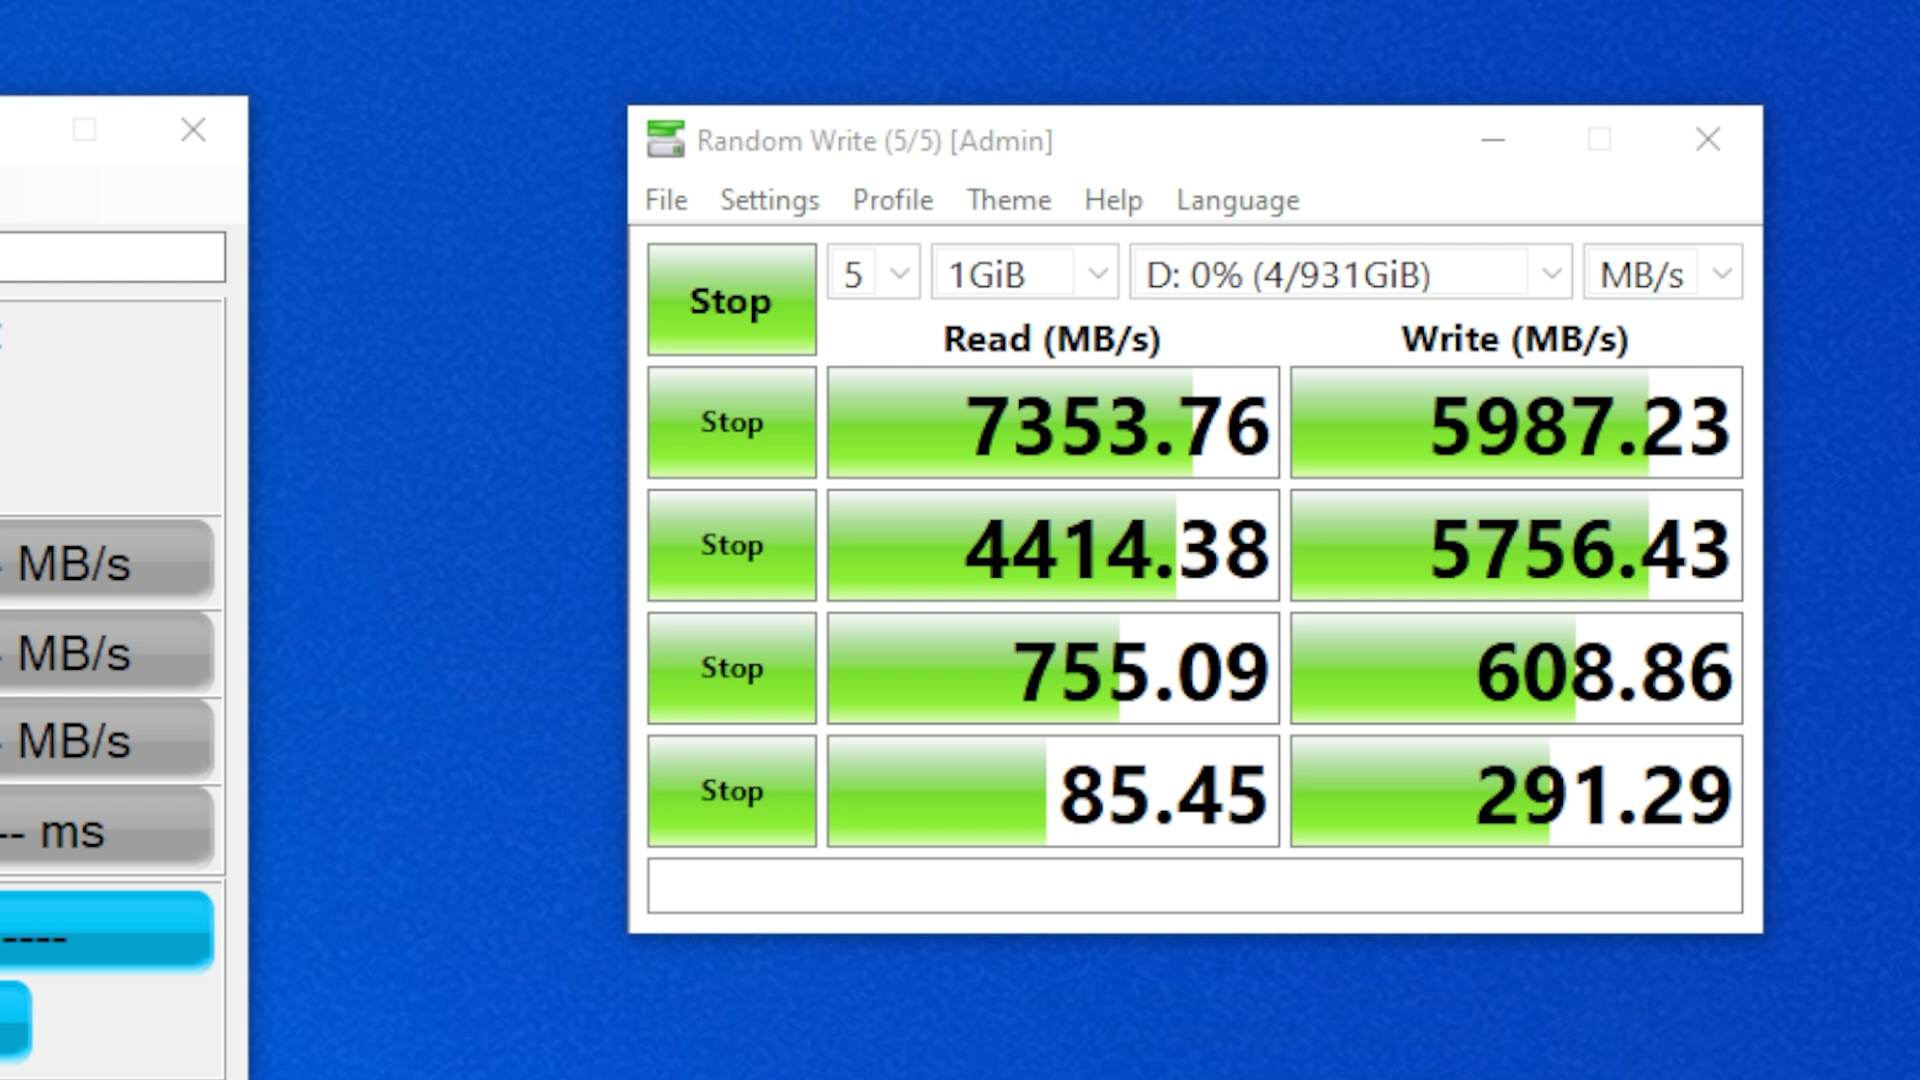 Random Write (5/5) [Admin]
File Settings Profile Theme Help Language
Stop 5 1GiB D: 0% (4/931GiB) MB/s
Read (MB/s) Write (MB/s)
Stop 7353.76 5987.23
Stop 4414.38 5756.43
Stop 755.09 608.86
Stop 85.45 291.29
MB/s
MB/s
MB/s
-- ms
----